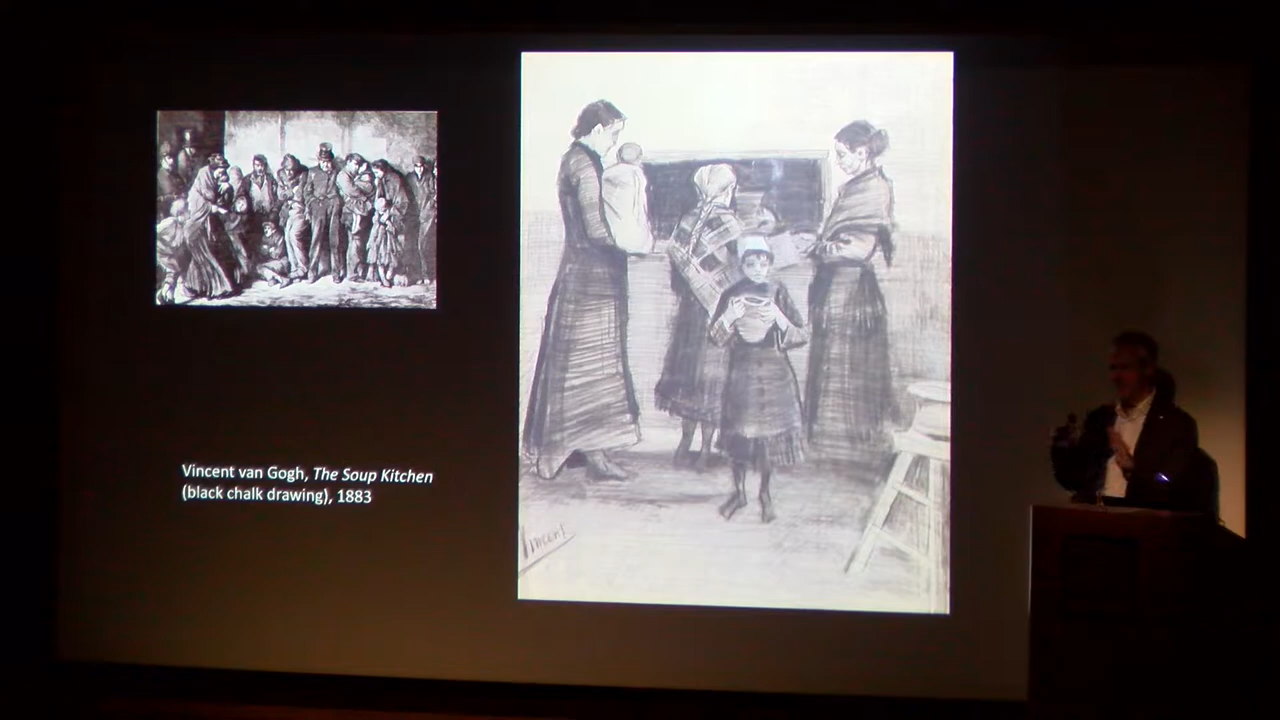 Vincent van Gogh, The Soup Kitchen
(black chalk drawing), 1883
Vincent